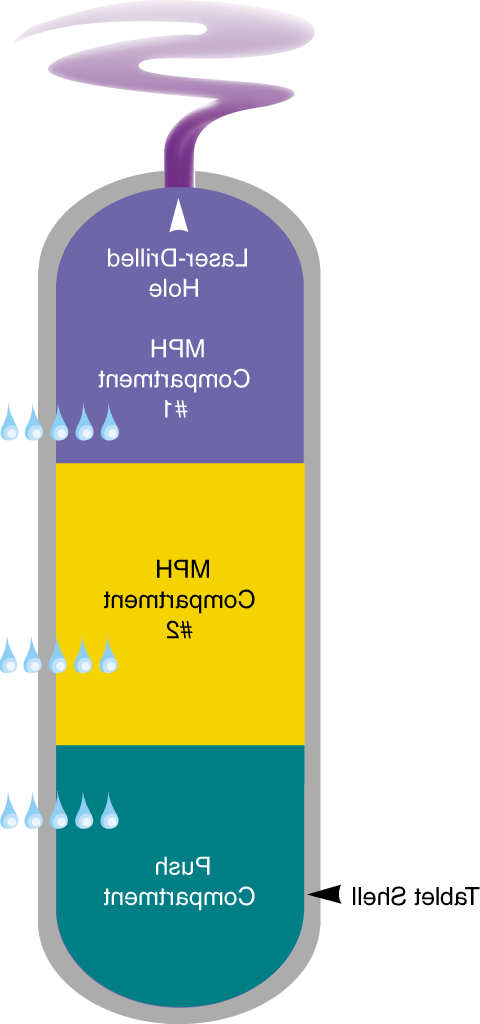 Laser-Drilled
Hole
MPH
Compartment
#1
MPH
Compartment
#2
Push
Compartment
Tablet Shell